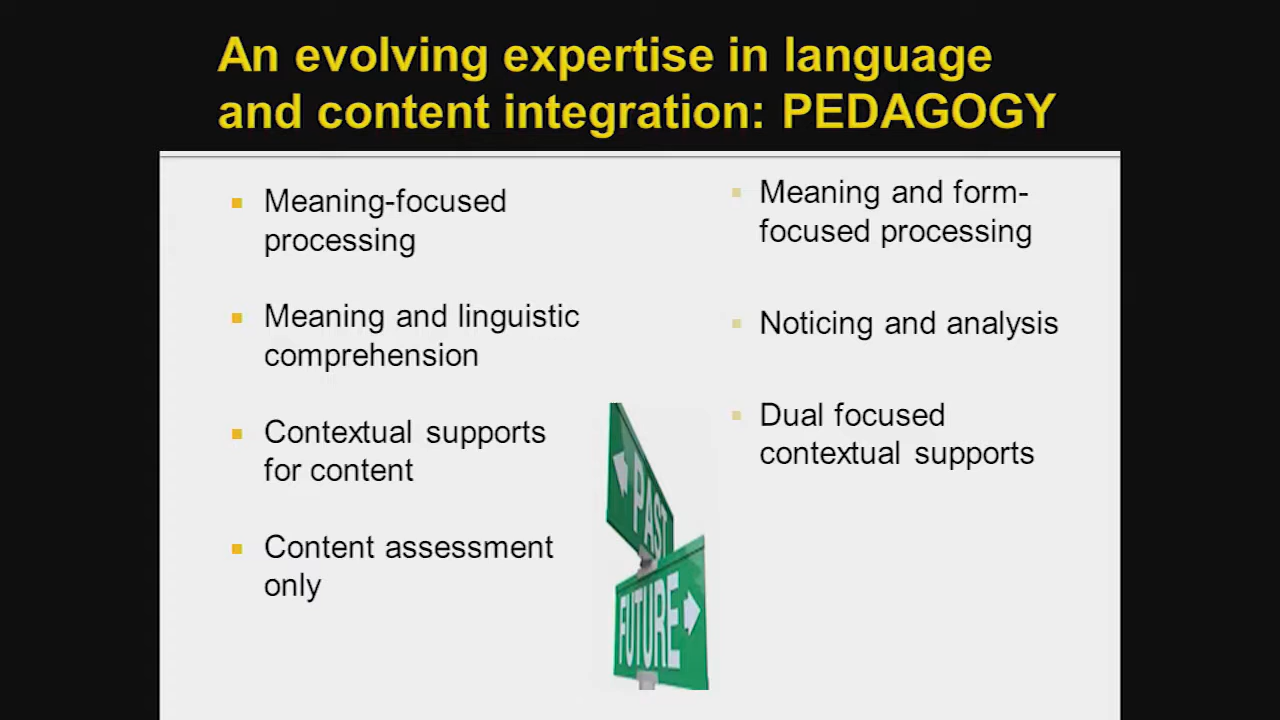 An evolving expertise in language
and content integration: PEDAGOGY
Meaning-focused
processing
Meaning and linguistic
comprehension
Contextual supports
for content
Content assessment
only
Meaning and form-
focused processing
Noticing and analysis
Dual focused
contextual supports
PAST
FUTURE